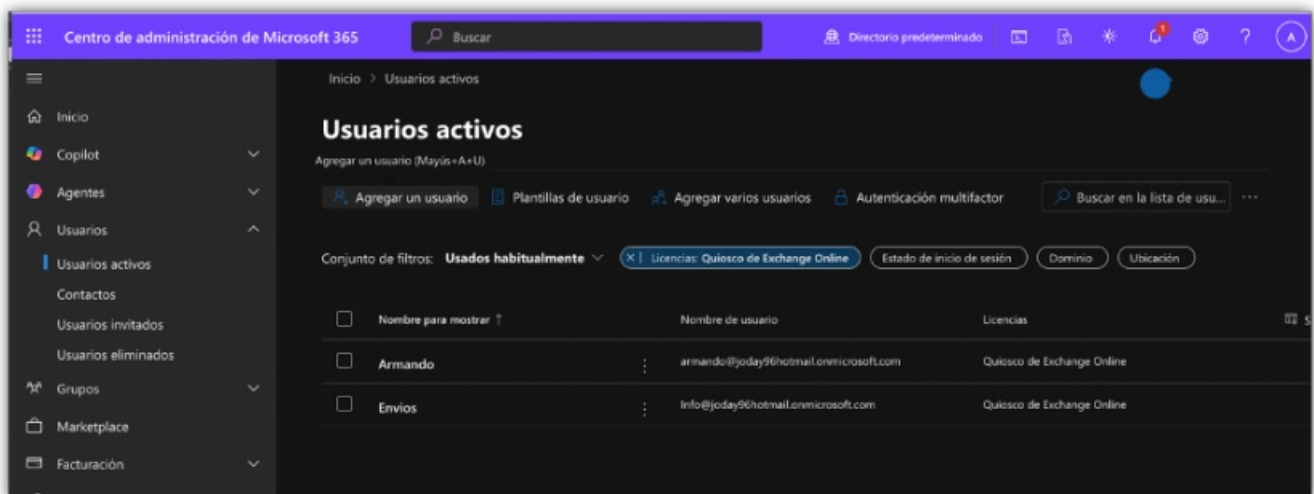 Centro de administración de Microsoft 365
Buscar
Directorio predeterminado
1
?
A
Inicio > Usuarios activos
Inicio
Copilot
Agentes
Usuarios
Usuarios activos
Contactos
Usuarios invitados
Usuarios eliminados
Grupos
Marketplace
Facturación
Usuarios activos
Agregar un usuario (Mayús+A+U)
Agregar un usuario
Plantillas de usuario
Agregar varios usuarios
Autenticación multifactor
Buscar en la lista de usu...
Conjunto de filtros: Usados habitualmente
Licencias: Quiosco de Exchange Online
Estado de inicio de sesión
Dominio
Ubicación
Nombre para mostrar ↑ Nombre de usuario Licencias
Armando armando@joday96hotmail.onmicrosoft.com Quiosco de Exchange Online
Envios Info@joday96hotmail.onmicrosoft.com Quiosco de Exchange Online